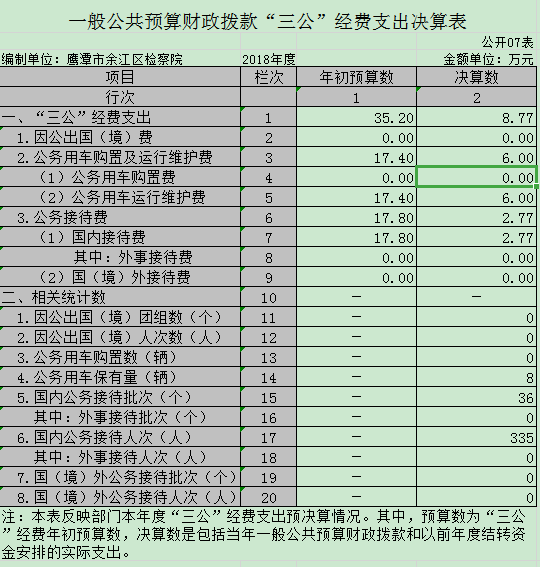 一般公共预算财政拨款“三公”经费支出决算表
公开07表
编制单位：鹰潭市余江区检察院 2018年度 金额单位：万元
项目 栏次 年初预算数 决算数
行次 1 2
一、“三公”经费支出 1 35.20 8.77
1.因公出国（境）费 2 0.00 0.00
2.公务用车购置及运行维护费 3 17.40 6.00
（1）公务用车购置费 4 0.00 0.00
（2）公务用车运行维护费 5 17.40 6.00
3.公务接待费 6 17.80 2.77
（1）国内接待费 7 17.80 2.77
其中：外事接待费 8 0.00 0.00
（2）国（境）外接待费 9 0.00 0.00
二、相关统计数 10 — —
1.因公出国（境）团组数（个） 11 — 0
2.因公出国（境）人次数（人） 12 — 0
3.公务用车购置数（辆） 13 — 0
4.公务用车保有量（辆） 14 — 8
5.国内公务接待批次（个） 15 — 36
其中：外事接待批次（个） 16 — 0
6.国内公务接待人次（人） 17 — 335
其中：外事接待人次（人） 18 — 0
7.国（境）外公务接待批次（个） 19 — 0
8.国（境）外公务接待人次（人） 20 — 0
注：本表反映部门本年度“三公”经费支出预决算情况。其中，预算数为“三公
”经费年初预算数，决算数是包括当年一般公共预算财政拨款和以前年度结转资
金安排的实际支出。